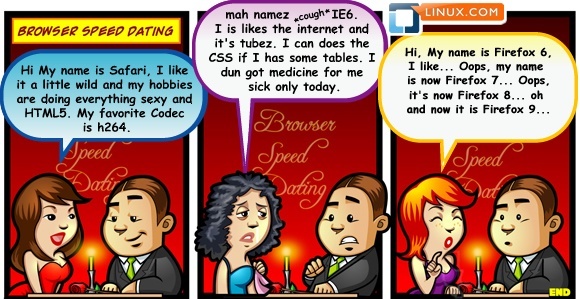 BROWSER SPEED DATING
Hi My name is Safari, I like
it a little wild and my hobbies
are doing everything sexy and
HTML5. My favorite Codec
is h264.
Speed
Dating
mah namez *cough* IE6.
I is likes the internet and
it's tubez. I can does the
CSS if I has some tables. I
dun got medicine for me
sick only today.
Browser
Speed
Dating
LINUX.COM
Hi, My name is Firefox 6,
I like... Oops, my name
is now Firefox 7... Oops,
it's now Firefox 8... oh
and now it is Firefox 9...
Speed
Dating
END